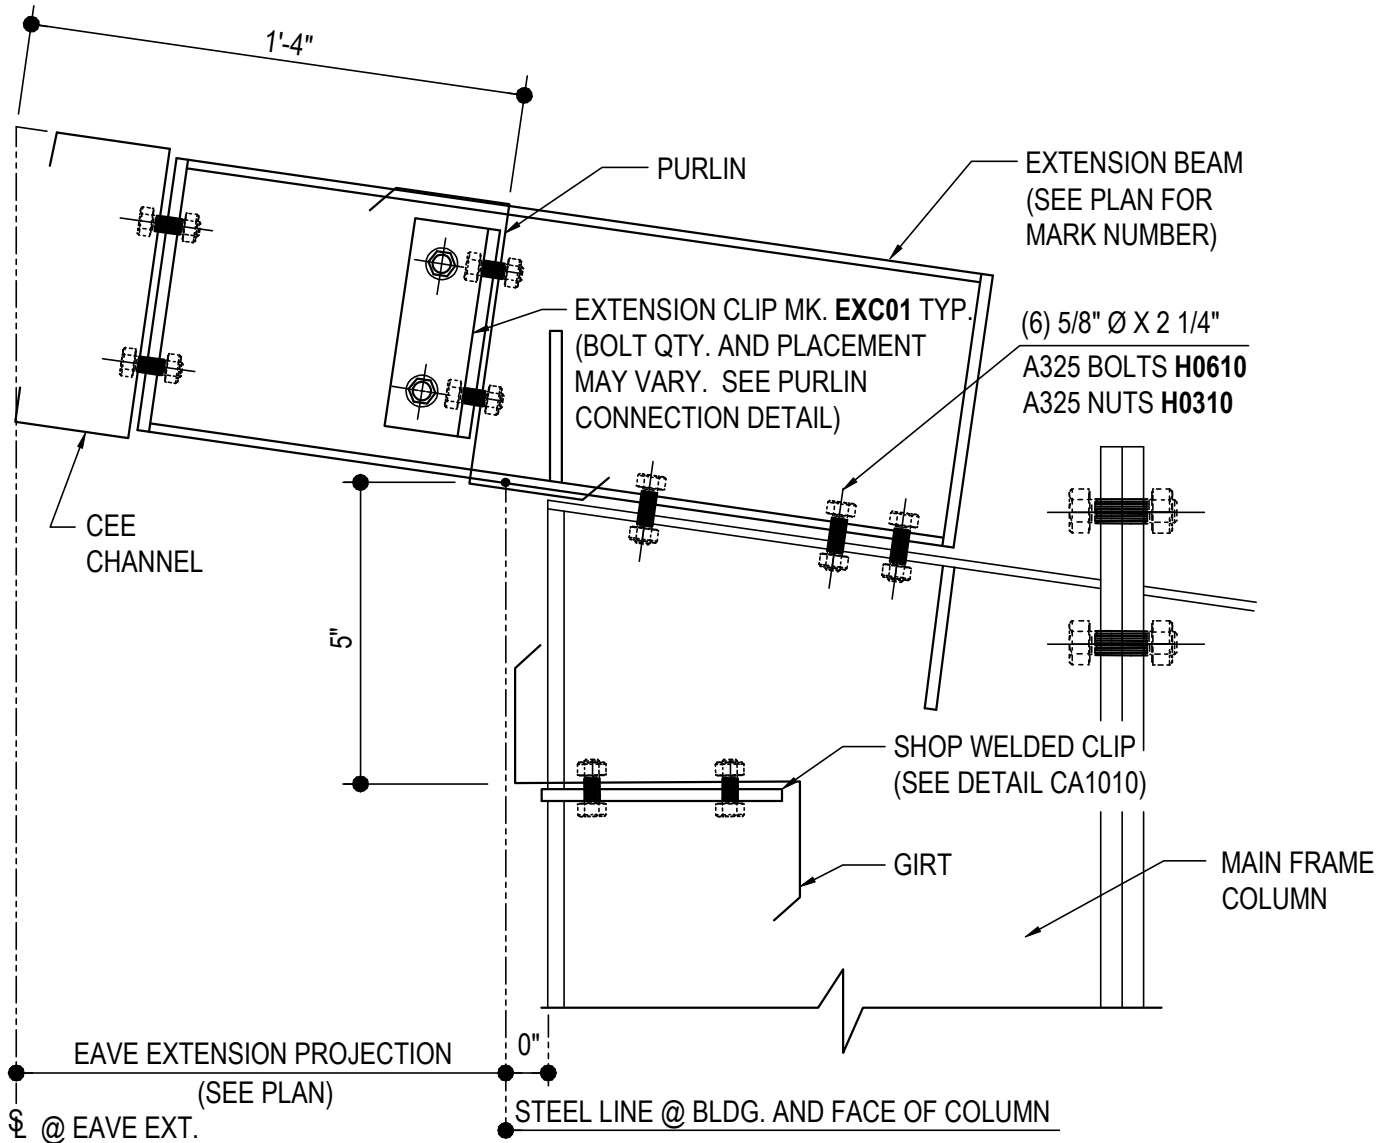 1'-4"
PURLIN
EXTENSION BEAM
(SEE PLAN FOR
MARK NUMBER)
EXTENSION CLIP MK. EXC01 TYP.
(BOLT QTY. AND PLACEMENT
MAY VARY. SEE PURLIN
CONNECTION DETAIL)
(6) 5/8" Ø X 2 1/4"
A325 BOLTS H0610
A325 NUTS H0310
CEE
CHANNEL
5"
SHOP WELDED CLIP
(SEE DETAIL CA1010)
GIRT
MAIN FRAME
COLUMN
EAVE EXTENSION PROJECTION
(SEE PLAN)
0"
@ EAVE EXT.
STEEL LINE @ BLDG. AND FACE OF COLUMN